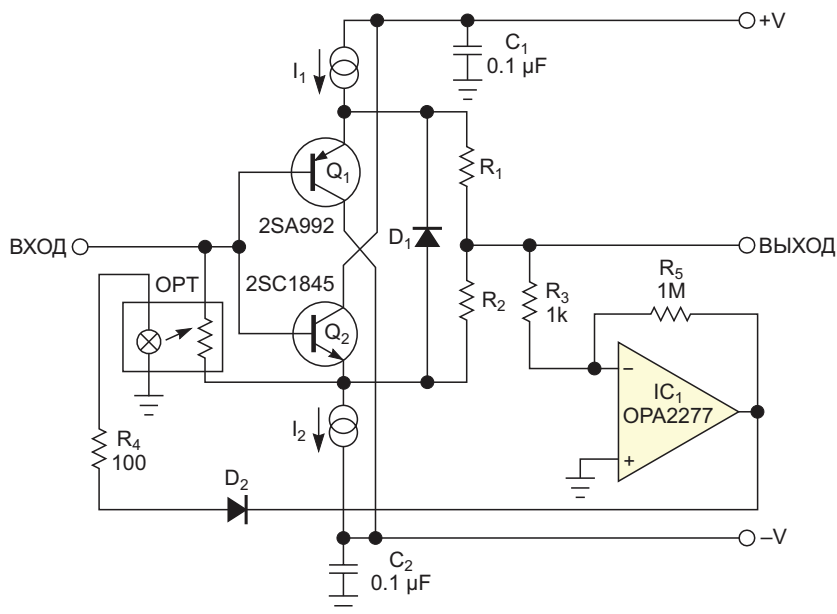 +V
C1
0.1 µF
I1
Q1
R1
2SA992
ВХОД
D1
ВЫХОД
OPT
2SC1845
R2
R3
1k
R5
1M
Q2
−
IC1
OPA2277
+
I2
R4
100
D2
–V
C2
0.1 µF